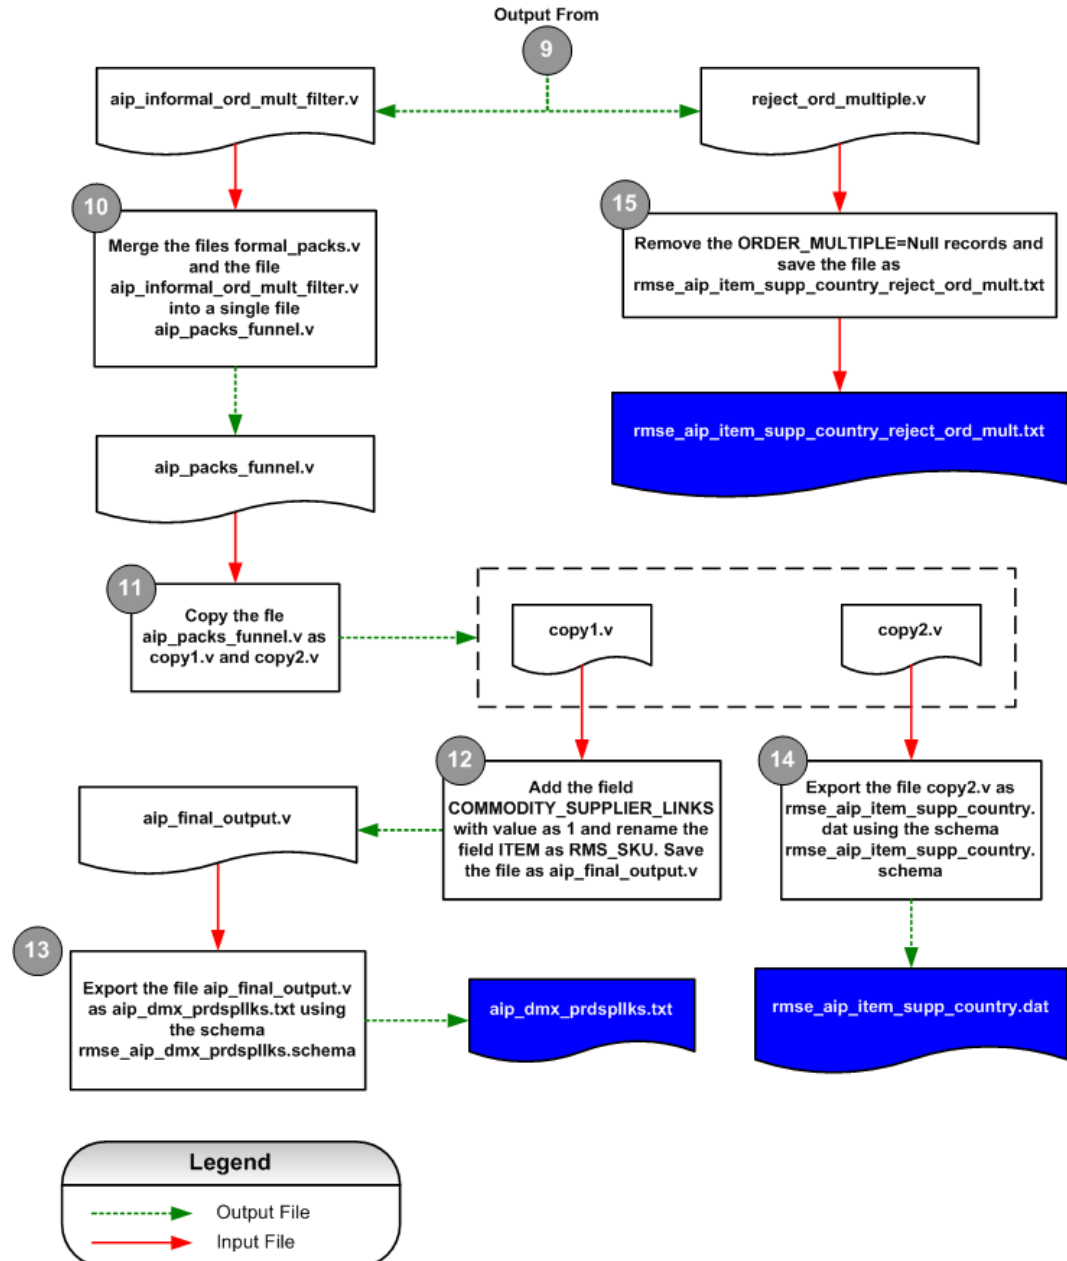 Output From
9
aip_informal_ord_mult_filter.v
reject_ord_multiple.v
10
Merge the files formal_packs.v
and the file
aip_informal_ord_mult_filter.v
into a single file
aip_packs_funnel.v
15
Remove the ORDER_MULTIPLE=Null records and
save the file as
rmse_aip_item_supp_country_reject_ord_mult.txt
rmse_aip_item_supp_country_reject_ord_mult.txt
aip_packs_funnel.v
11
Copy the fle
aip_packs_funnel.v as
copy1.v and copy2.v
copy1.v
copy2.v
12
Add the field
COMMODITY_SUPPLIER_LINKS
with value as 1 and rename the
field ITEM as RMS_SKU. Save
the file as aip_final_output.v
14
Export the file copy2.v as
rmse_aip_item_supp_country.
dat using the schema
rmse_aip_item_supp_country.
schema
aip_final_output.v
13
Export the file aip_final_output.v
as aip_dmx_prdspllks.txt using
the schema
rmse_aip_dmx_prdspllks.schema
aip_dmx_prdspllks.txt
rmse_aip_item_supp_country.dat
Legend
Output File
Input File